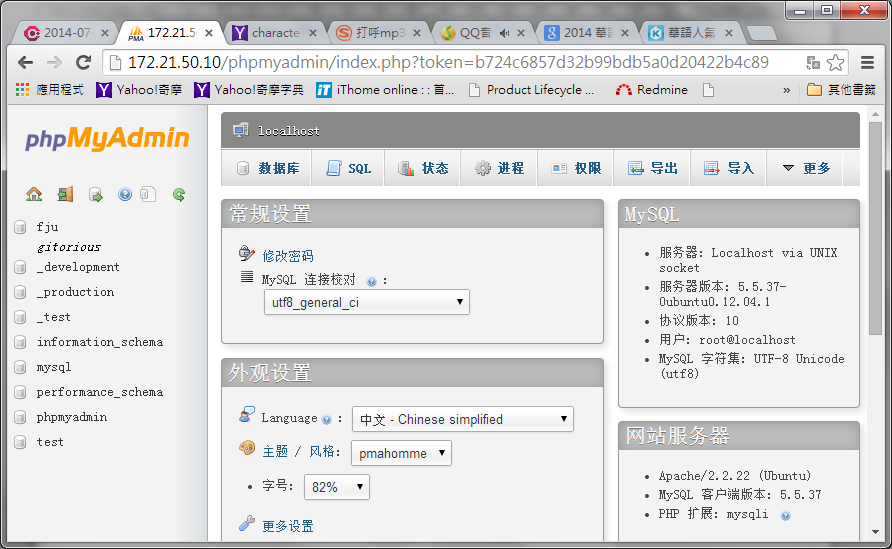 2014-07
172.21.5
characte
打呼mp3
QQ音
2014 華語
華語人氣
172.21.50.10/phpmyadmin/index.php?token=b724c6857d32b99bdb5a0d20422b4c89
應用程式 Yahoo!奇摩 Yahoo!奇摩字典 iThome online : : 首... Product Lifecycle ... Redmine » 其他書籤
phpMyAdmin
fju
gitorious
_development
_production
_test
information_schema
mysql
performance_schema
phpmyadmin
test
localhost
数据库 SQL 状态 进程 权限 导出 导入 更多
常规设置
修改密码
MySQL 连接校对 :
utf8_general_ci
外观设置
Language : 中文 - Chinese simplified
主题 / 风格: pmahomme
字号: 82%
更多设置
MySQL
服务器: Localhost via UNIX
socket
服务器版本: 5.5.37-
0ubuntu0.12.04.1
协议版本: 10
用户: root@localhost
MySQL 字符集: UTF-8 Unicode
(utf8)
网站服务器
Apache/2.2.22 (Ubuntu)
MySQL 客户端版本: 5.5.37
PHP 扩展: mysqli